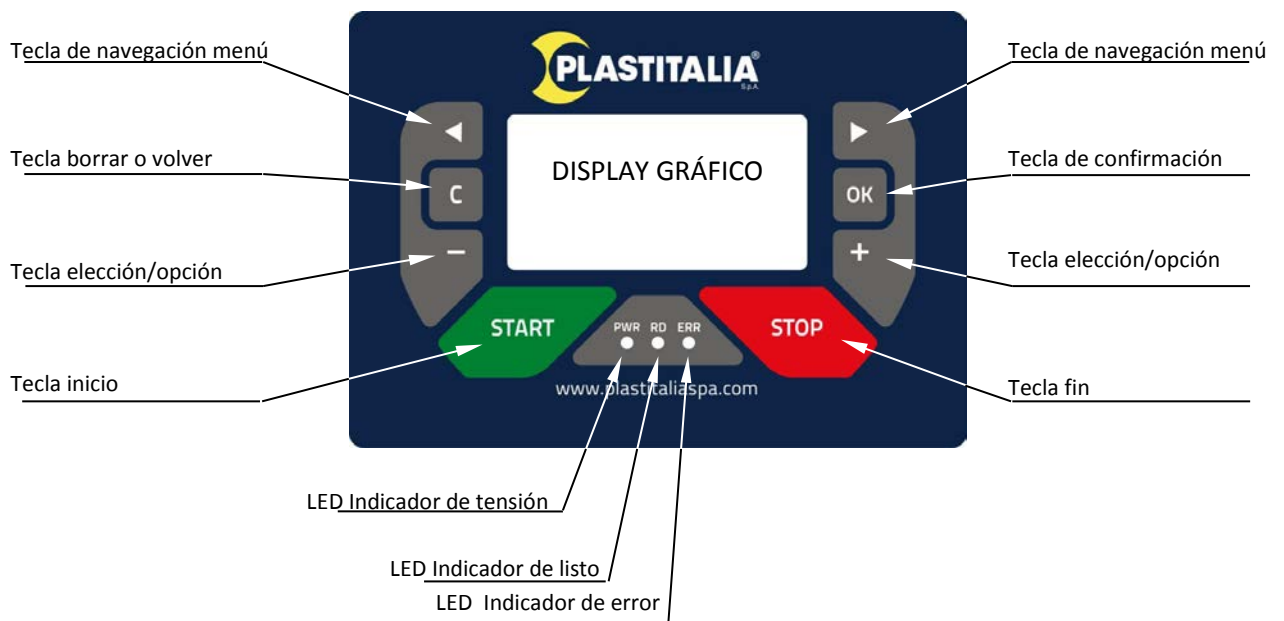 PLASTITALIA®
S.p.A.
Tecla de navegación menú
Tecla de navegación menú
Tecla borrar o volver
DISPLAY GRÁFICO
Tecla de confirmación
C
OK
−
+
Tecla elección/opción
Tecla elección/opción
START
PWR RD ERR
STOP
Tecla inicio
www.plastitaliaspa.com
Tecla fin
LED Indicador de tensión
LED Indicador de listo
LED Indicador de error